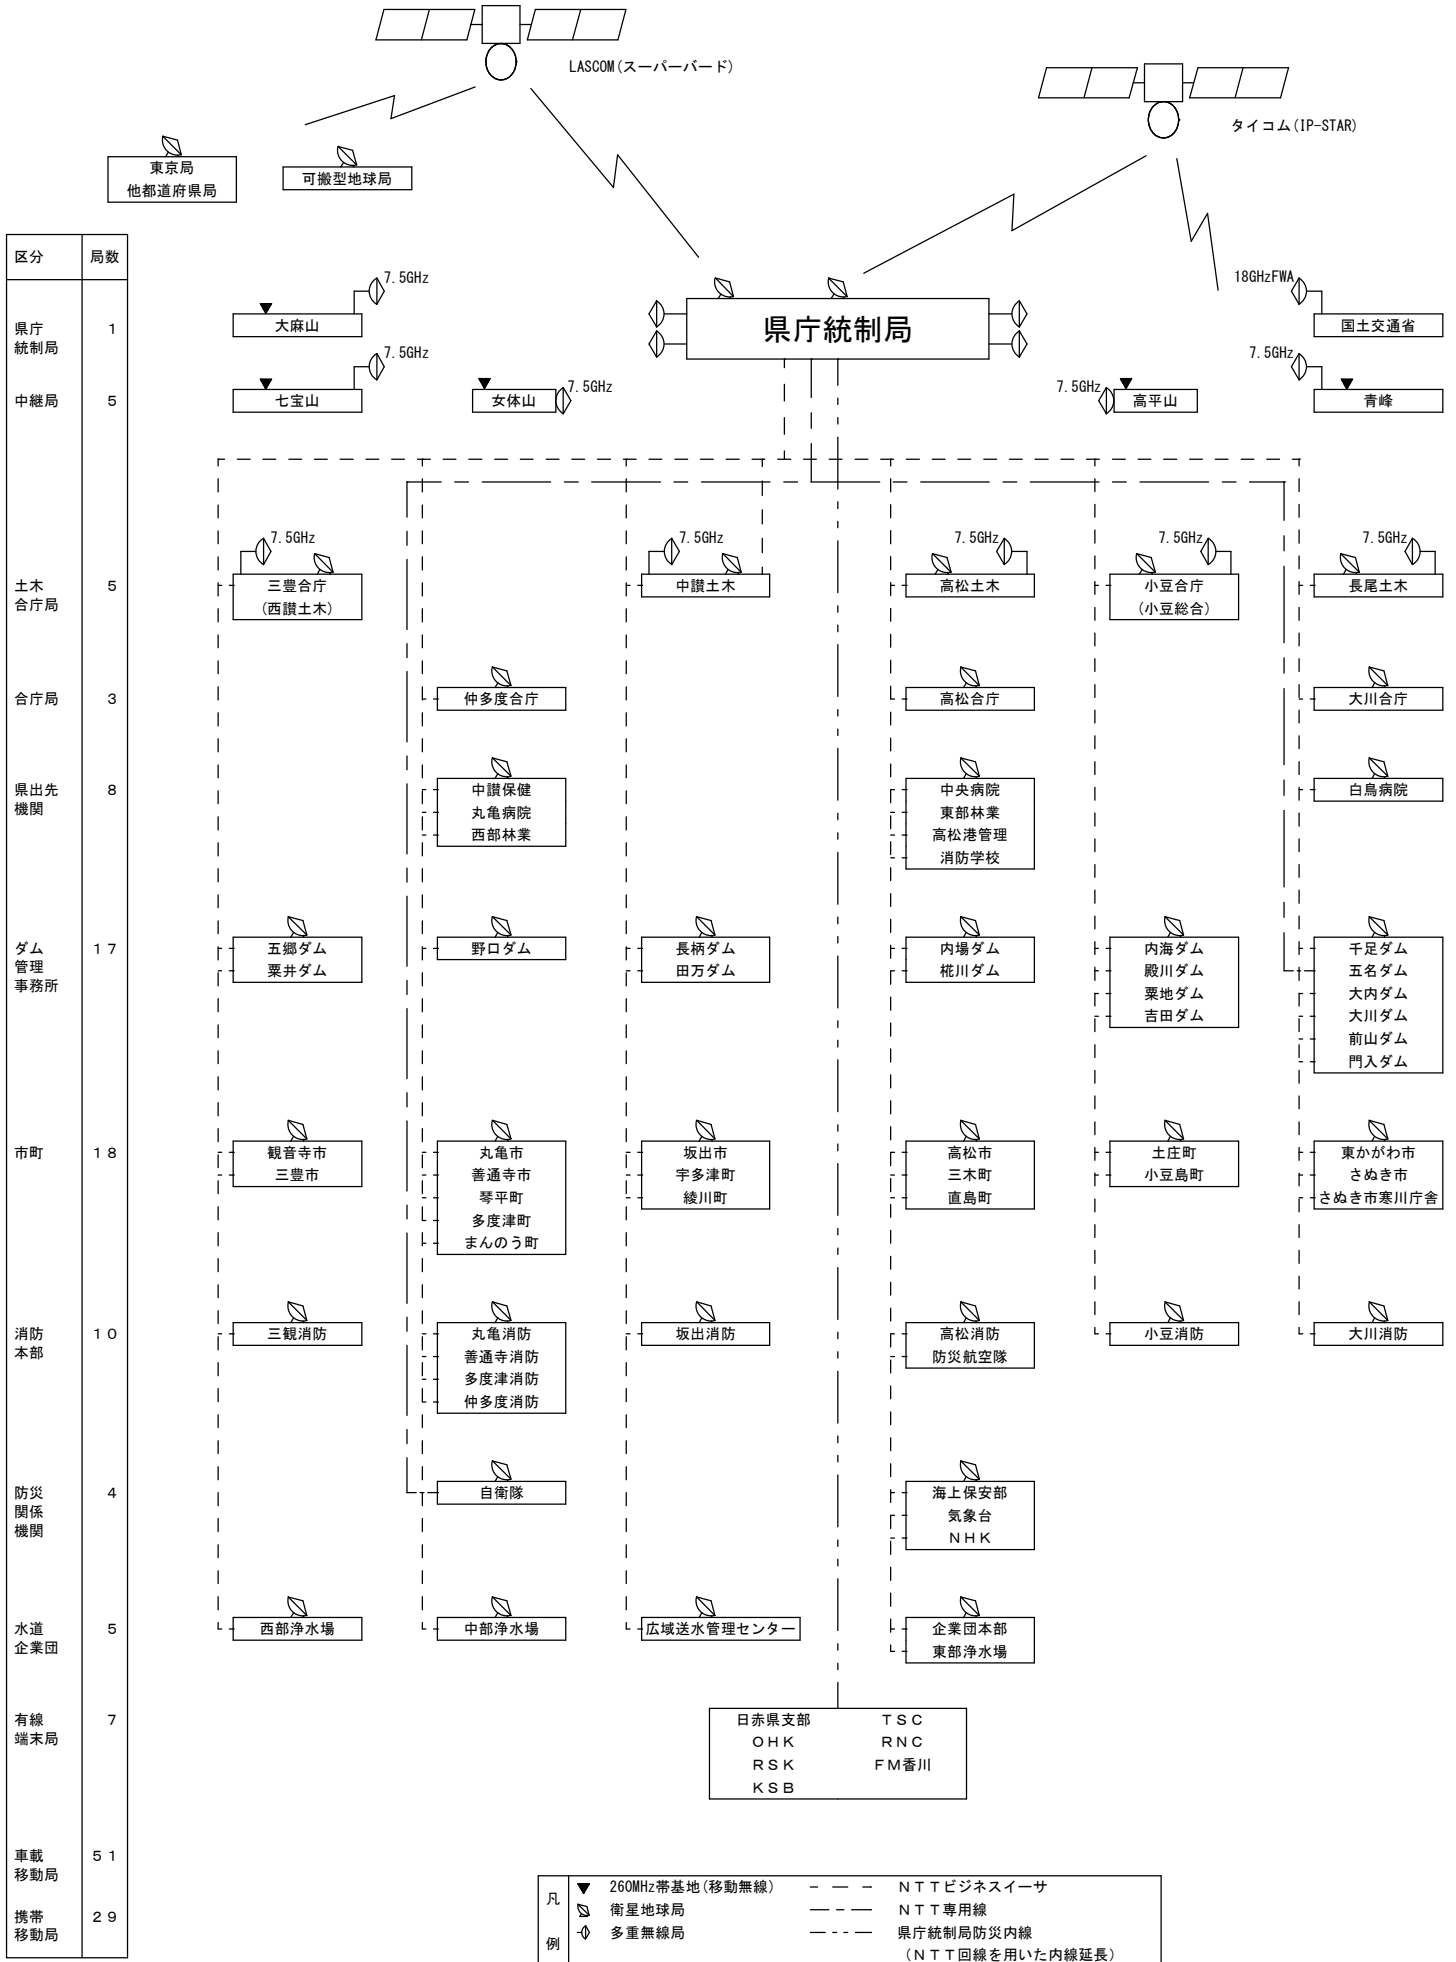 LASCOM(スーパーバード)
タイコム(IP-STAR)
東京局
他都道府県局
可搬型地球局
区分 局数
県庁
統制局 1
中継局 5
土木
合庁局 5
合庁局 3
県出先
機関 8
ダム
管理
事務所 17
市町 18
消防
本部 10
防災
関係
機関 4
水道
企業団 5
有線
端末局 7
車載
移動局 51
携帯
移動局 29
県庁統制局
7.5GHz
大麻山
7.5GHz
七宝山
7.5GHz
女体山
7.5GHz
高平山
18GHzFWA
国土交通省
7.5GHz
青峰
7.5GHz
三豊合庁
(西讃土木)
7.5GHz
中讃土木
7.5GHz
高松土木
7.5GHz
小豆合庁
(小豆総合)
7.5GHz
長尾土木
仲多度合庁
高松合庁
大川合庁
中讃保健
丸亀病院
西部林業
中央病院
東部林業
高松港管理
消防学校
白鳥病院
五郷ダム
粟井ダム
野口ダム
長柄ダム
田万ダム
内場ダム
椛川ダム
内海ダム
殿川ダム
粟地ダム
吉田ダム
千足ダム
五名ダム
大内ダム
大川ダム
前山ダム
門入ダム
観音寺市
三豊市
丸亀市
善通寺市
琴平町
多度津町
まんのう町
坂出市
宇多津町
綾川町
高松市
三木町
直島町
土庄町
小豆島町
東かがわ市
さぬき市
さぬき市寒川庁舎
三観消防
丸亀消防
善通寺消防
多度津消防
仲多度消防
坂出消防
高松消防
防災航空隊
小豆消防
大川消防
自衛隊
海上保安部
気象台
NHK
西部浄水場
中部浄水場
広域送水管理センター
企業団本部
東部浄水場
日赤県支部 TSC
OHK RNC
RSK FM香川
KSB
凡例
260MHz帯基地(移動無線)
衛星地球局
多重無線局
NTTビジネスイーサ
NTT専用線
県庁統制局防災内線
(NTT回線を用いた内線延長)